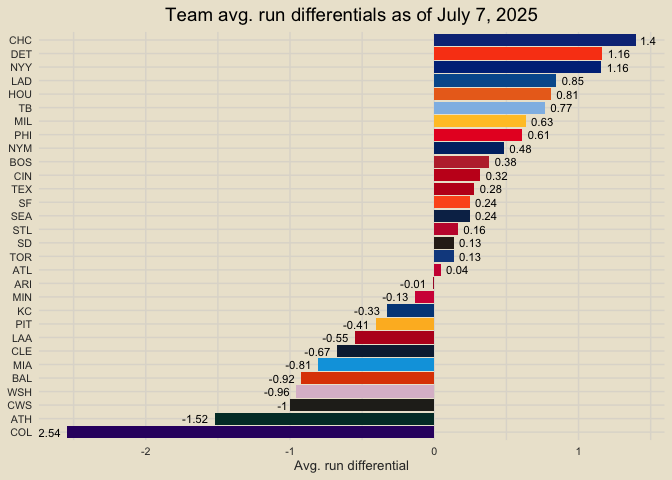 Team avg. run differentials as of July 7, 2025
CHC 1.4
DET 1.16
NYY 1.16
LAD 0.85
HOU 0.81
TB 0.77
MIL 0.63
PHI 0.61
NYM 0.48
BOS 0.38
CIN 0.32
TEX 0.28
SF 0.24
SEA 0.24
STL 0.16
SD 0.13
TOR 0.13
ATL 0.04
ARI -0.01
MIN -0.13
KC -0.33
PIT -0.41
LAA -0.55
CLE -0.67
MIA -0.81
BAL -0.92
WSH -0.96
CWS -1
ATH -1.52
COL 2.54
-2 -1 0 1
Avg. run differential